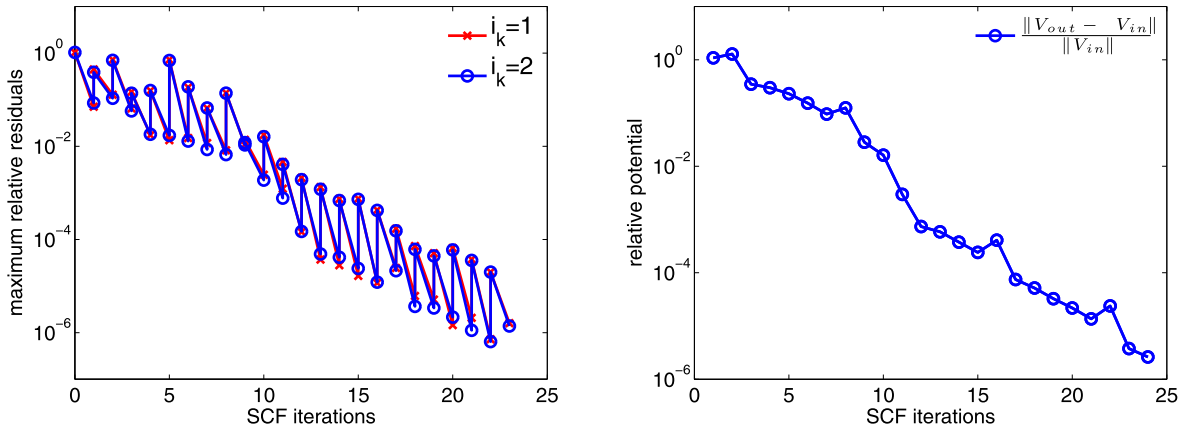 maximum relative residuals
10^0
10^-2
10^-4
10^-6
0 5 10 15 20 25
SCF iterations
i_k=1
i_k=2
relative potential
10^0
10^-2
10^-4
10^-6
0 5 10 15 20 25
SCF iterations
‖V_out − V_in‖
‖V_in‖